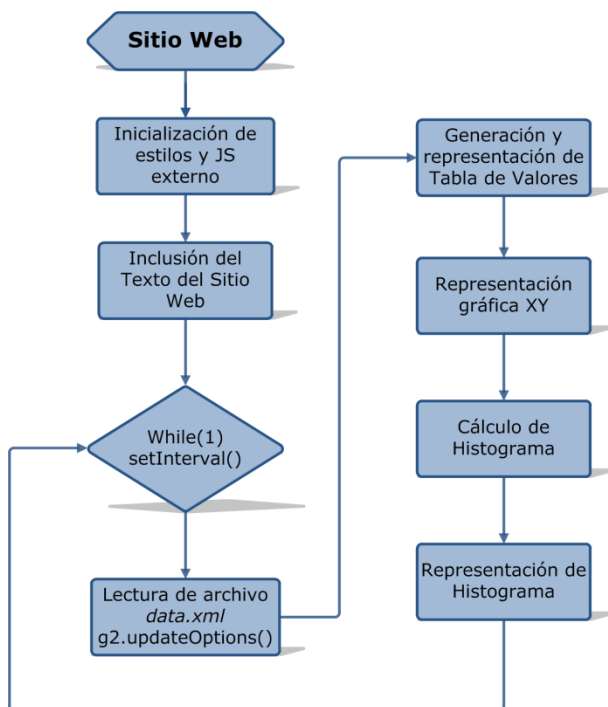 Sitio Web
Inicialización de
estilos y JS
externo
Inclusión del
Texto del Sitio
Web
While(1)
setInterval()
Lectura de archivo
data.xml
g2.updateOptions()
Generación y
representación de
Tabla de Valores
Representación
gráfica XY
Cálculo de
Histograma
Representación de
Histograma